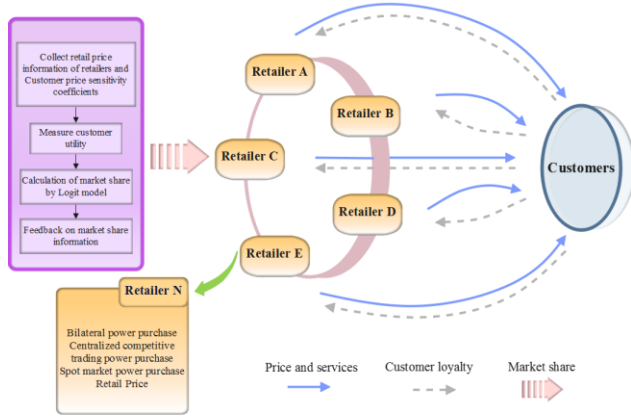 Collect retail price
information of retailers and
Customer price sensitivity
coefficients
Measure customer
utility
Calculation of market share
by Logit model
Feedback on market share
information
Retailer A
Retailer B
Retailer C
Retailer D
Retailer E
Customers
Retailer N
Bilateral power purchase
Centralized competitive
trading power purchase
Spot market power purchase
Retail Price
Price and services
Customer loyalty
Market share